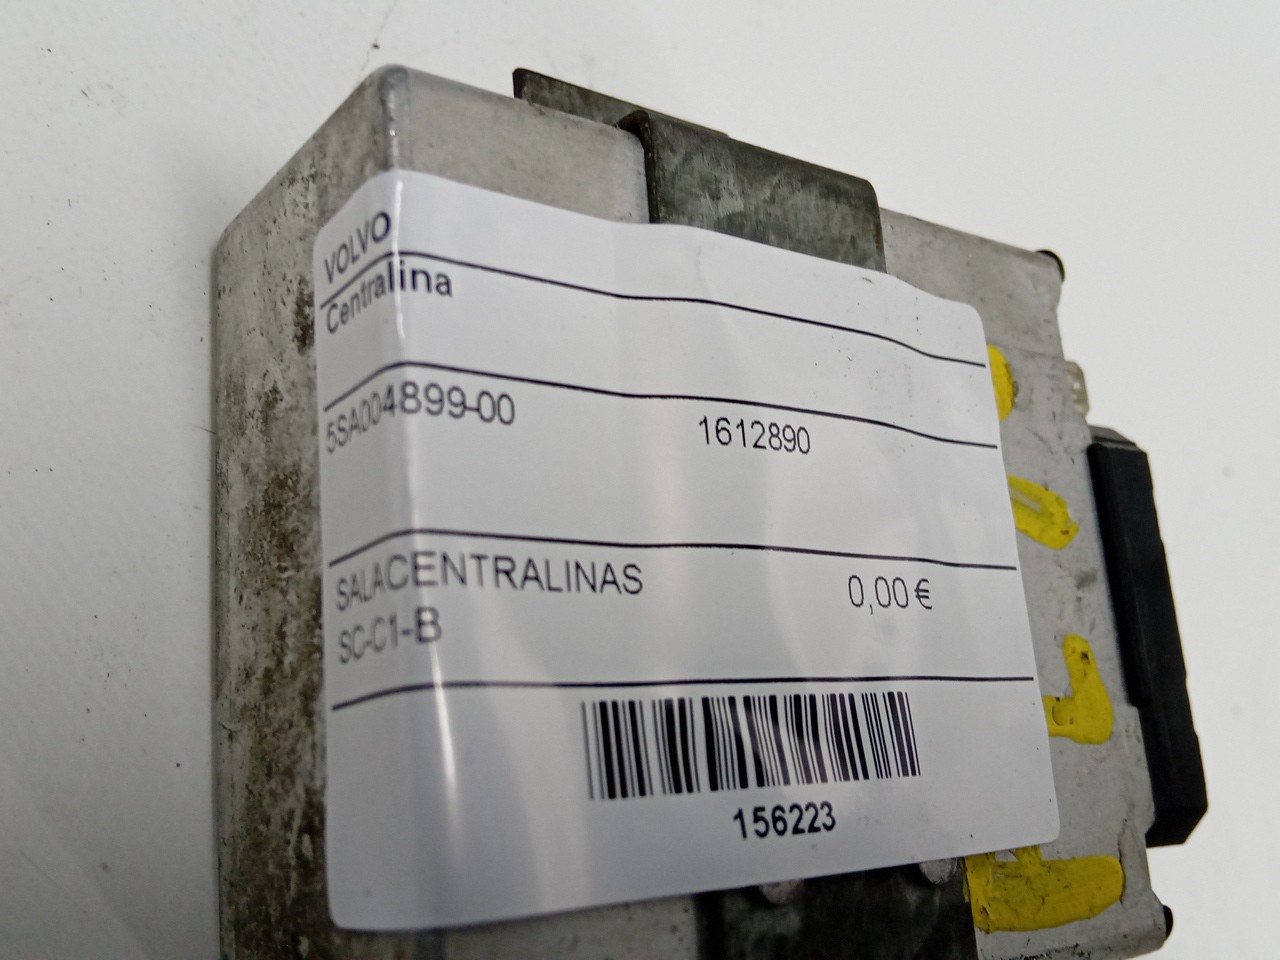 VOLVO
Centralina
5SA004899-00 1612890
SALACENTRALINAS 0,00€
SC-C1-B
156223